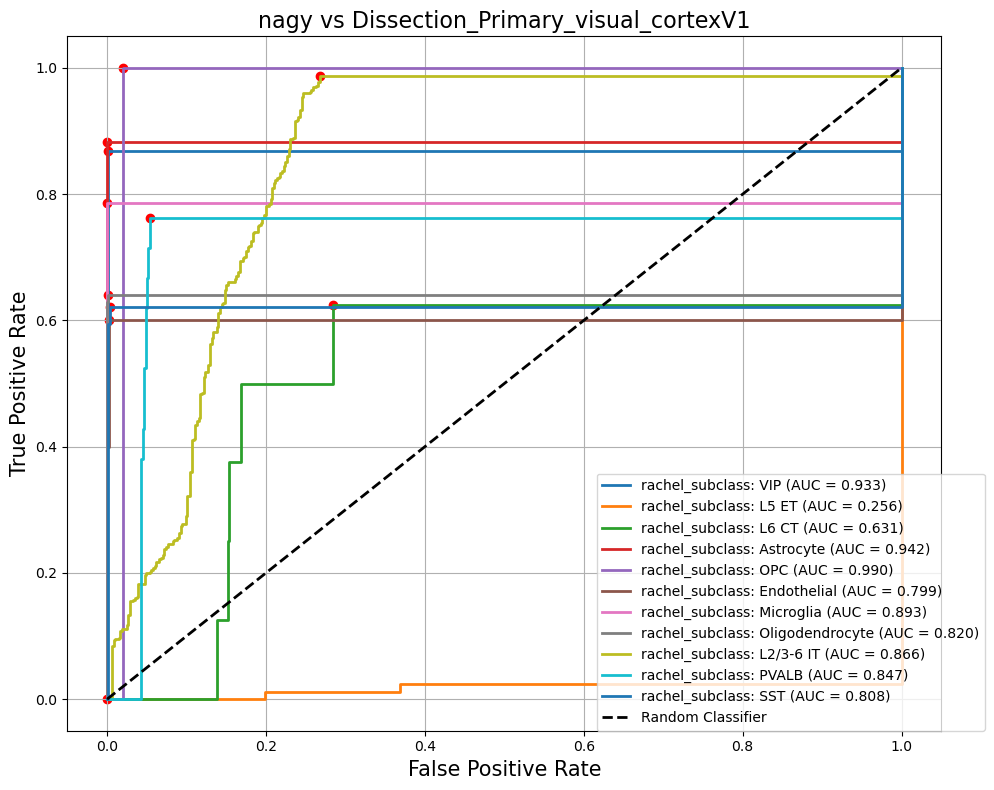 nagy vs Dissection_Primary_visual_cortexV1
True Positive Rate
1.0
0.8
0.6
0.4
0.2
0.0
rachel_subclass: VIP (AUC = 0.933)
rachel_subclass: L5 ET (AUC = 0.256)
rachel_subclass: L6 CT (AUC = 0.631)
rachel_subclass: Astrocyte (AUC = 0.942)
rachel_subclass: OPC (AUC = 0.990)
rachel_subclass: Endothelial (AUC = 0.799)
rachel_subclass: Microglia (AUC = 0.893)
rachel_subclass: Oligodendrocyte (AUC = 0.820)
rachel_subclass: L2/3-6 IT (AUC = 0.866)
rachel_subclass: PVALB (AUC = 0.847)
rachel_subclass: SST (AUC = 0.808)
Random Classifier
0.0 0.2 0.4 0.6 0.8 1.0
False Positive Rate